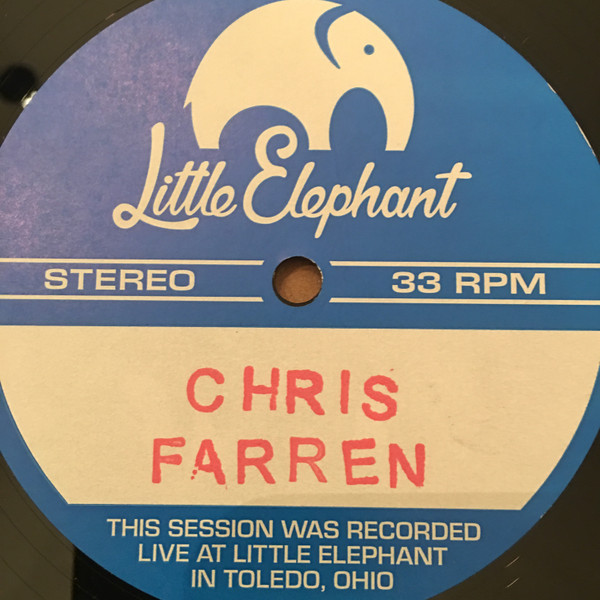 Little Elephant
STEREO
33 RPM
CHRIS
FARREN
THIS SESSION WAS RECORDED
LIVE AT LITTLE ELEPHANT
IN TOLEDO, OHIO